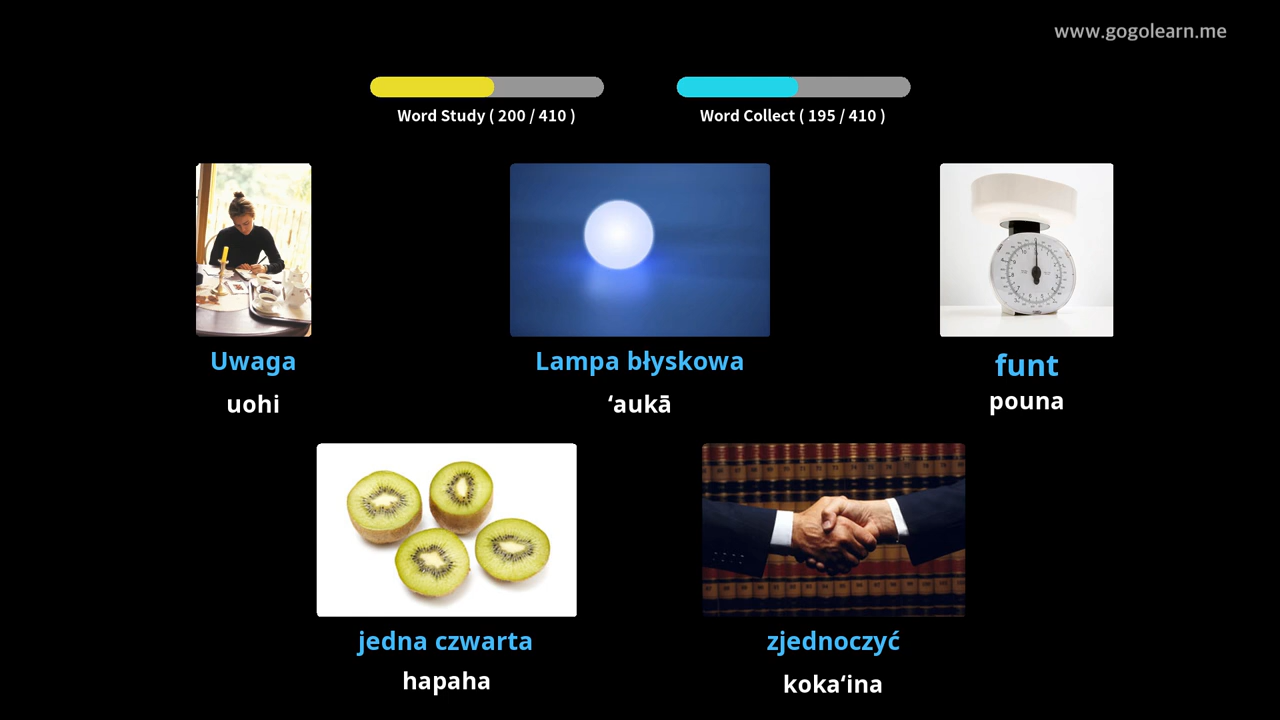 www.gogolearn.me
Word Study ( 200 / 410 )
Word Collect ( 195 / 410 )
Uwaga
uohi
Lampa błyskowa
ʻaukā
funt
pouna
jedna czwarta
hapaha
zjednoczyć
kokaʻina